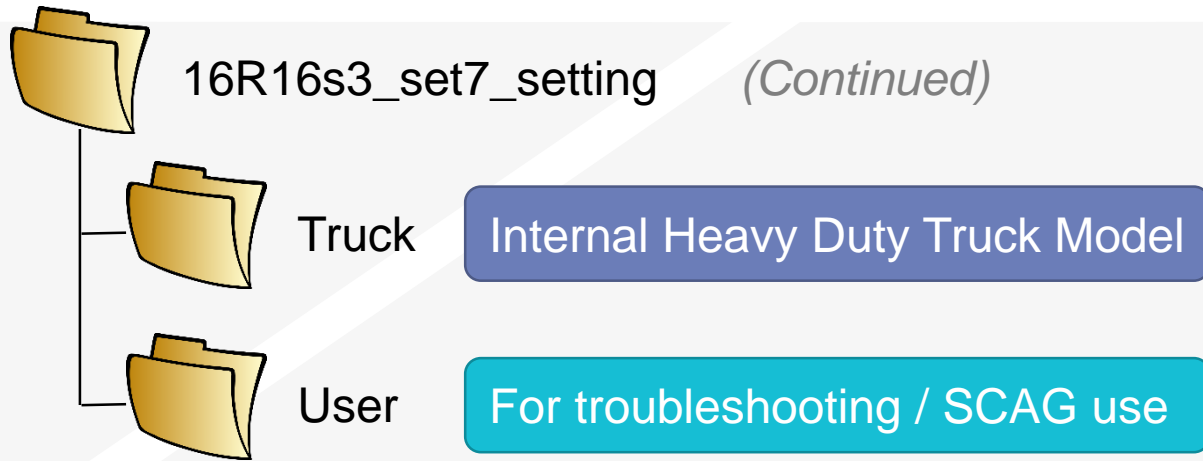 16R16s3_set7_setting (Continued)
Truck Internal Heavy Duty Truck Model
User For troubleshooting / SCAG use